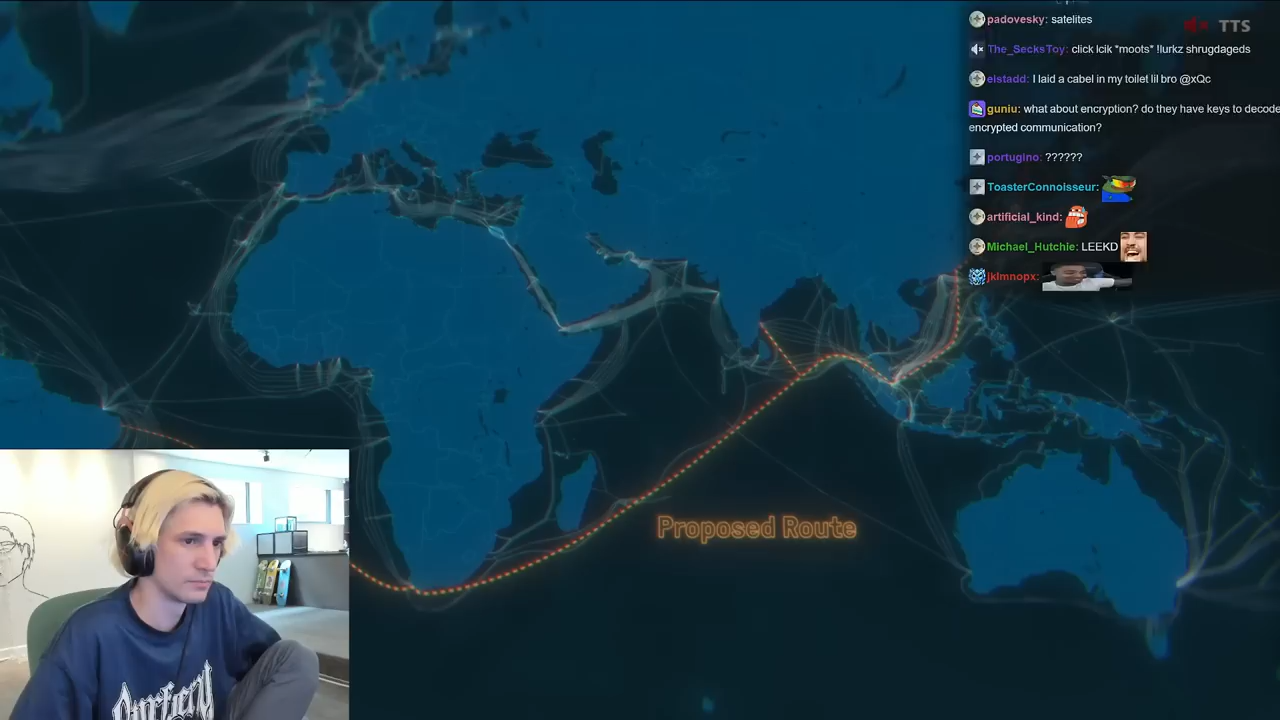 padovesky: satelites
TTS
The_SecksToy: click lcik *moots* !lurkz shrugdageds
elstadd: I laid a cabel in my toilet lil bro @xQc
guniu: what about encryption? do they have keys to decode
encrypted communication?
portugino: ??????
ToasterConnoisseur:
artificial_kind:
Michael_Hutchie: LEEKD
jklmnopx:
Proposed Route